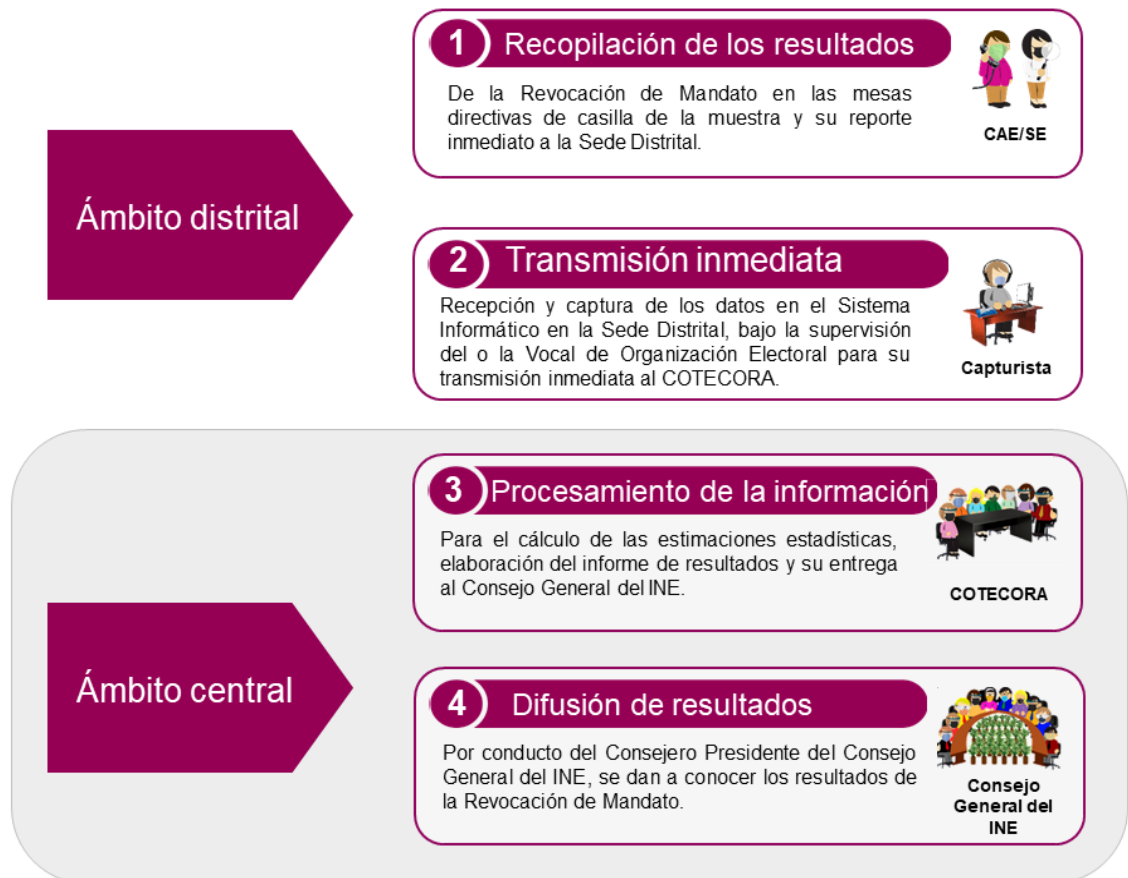 Ámbito distrital
1 Recopilación de los resultados
De la Revocación de Mandato en las mesas
directivas de casilla de la muestra y su reporte
inmediato a la Sede Distrital.
CAE/SE
2 Transmisión inmediata
Recepción y captura de los datos en el Sistema
Informático en la Sede Distrital, bajo la supervisión
del o la Vocal de Organización Electoral para su
transmisión inmediata al COTECORA.
Capturista
Ámbito central
3 Procesamiento de la información
Para el cálculo de las estimaciones estadísticas,
elaboración del informe de resultados y su entrega
al Consejo General del INE.
COTECORA
4 Difusión de resultados
Por conducto del Consejero Presidente del Consejo
General del INE, se dan a conocer los resultados de
la Revocación de Mandato.
Consejo
General del
INE